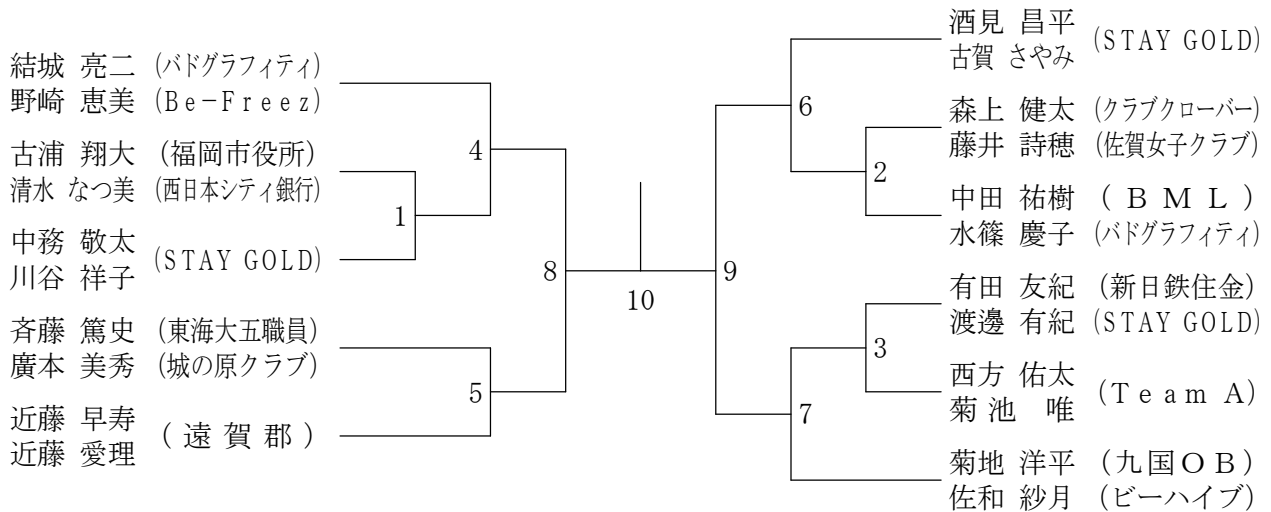 結城 亮二 (バドグラフィティ)
野崎 恵美 (Be-Freez)
古浦 翔大 (福岡市役所)
清水 なつ美 (西日本シティ銀行)
中務 敬太
川谷 祥子
(STAY GOLD)
斉藤 篤史 (東海大五職員)
廣本 美秀 (城の原クラブ)
近藤 早寿
近藤 愛理
(遠賀郡)
4
1
8
5
10
9
6
2
3
7
酒見 昌平
古賀 さやみ
(STAY GOLD)
森上 健太 (クラブクローバー)
藤井 詩穂 (佐賀女子クラブ)
中田 祐樹 (BML)
水篠 慶子 (バドグラフィティ)
有田 友紀 (新日鉄住金)
渡邊 有紀 (STAY GOLD)
西方 佑太
菊池 唯
(Team A)
菊地 洋平 (九国OB)
佐和 紗月 (ビーハイブ)